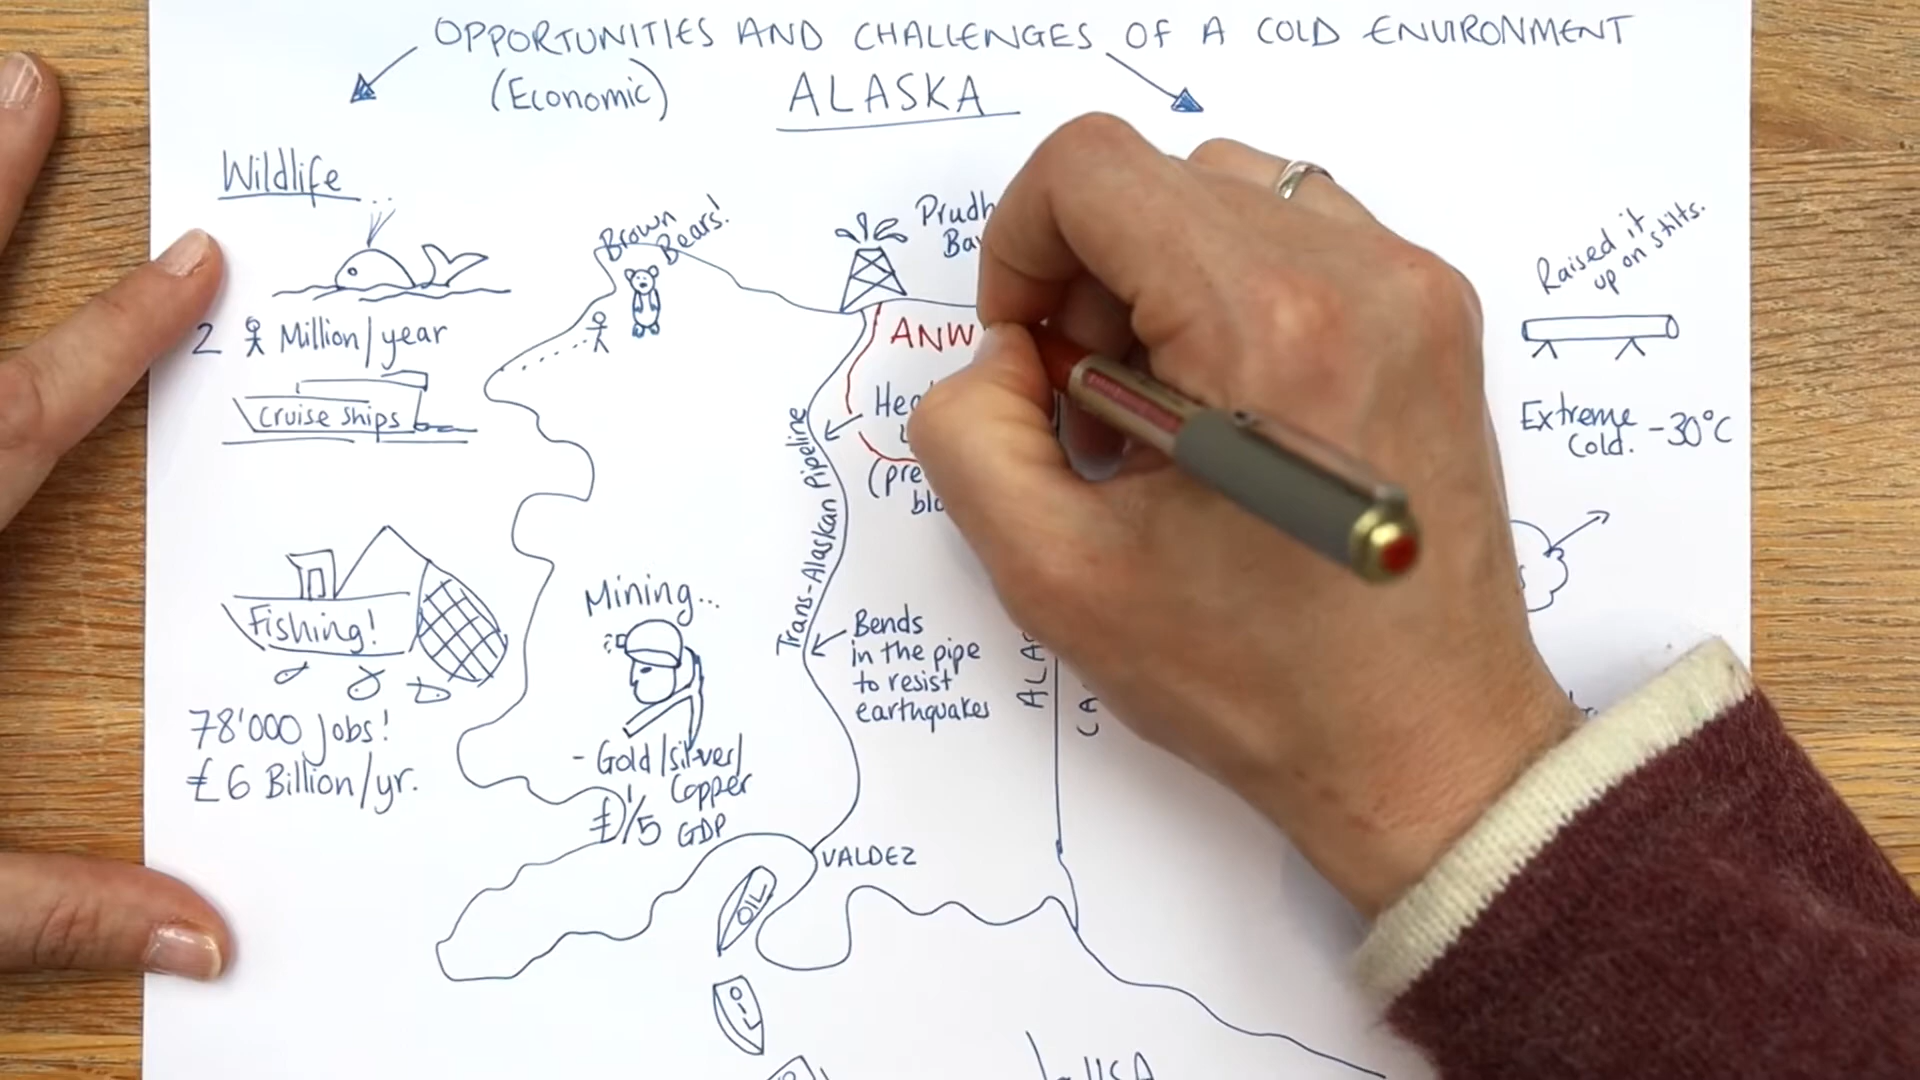 OPPORTUNITIES AND CHALLENGES OF A COLD ENVIRONMENT
(Economic)
ALASKA
Wildlife
2 Million/year
Cruise ships
Fishing!
78'000 Jobs!
£6 Billion/yr.
Brown
Bears!
Mining...
- Gold/silver/
Copper
£ 1/5 GDP
Trans-Alaskan Pipeline
ANW
Bends
in the pipe
to resist
earthquakes
VALDEZ
OIL
OIL
USA
Raised it
up on stilts.
Extreme
Cold. -30°C